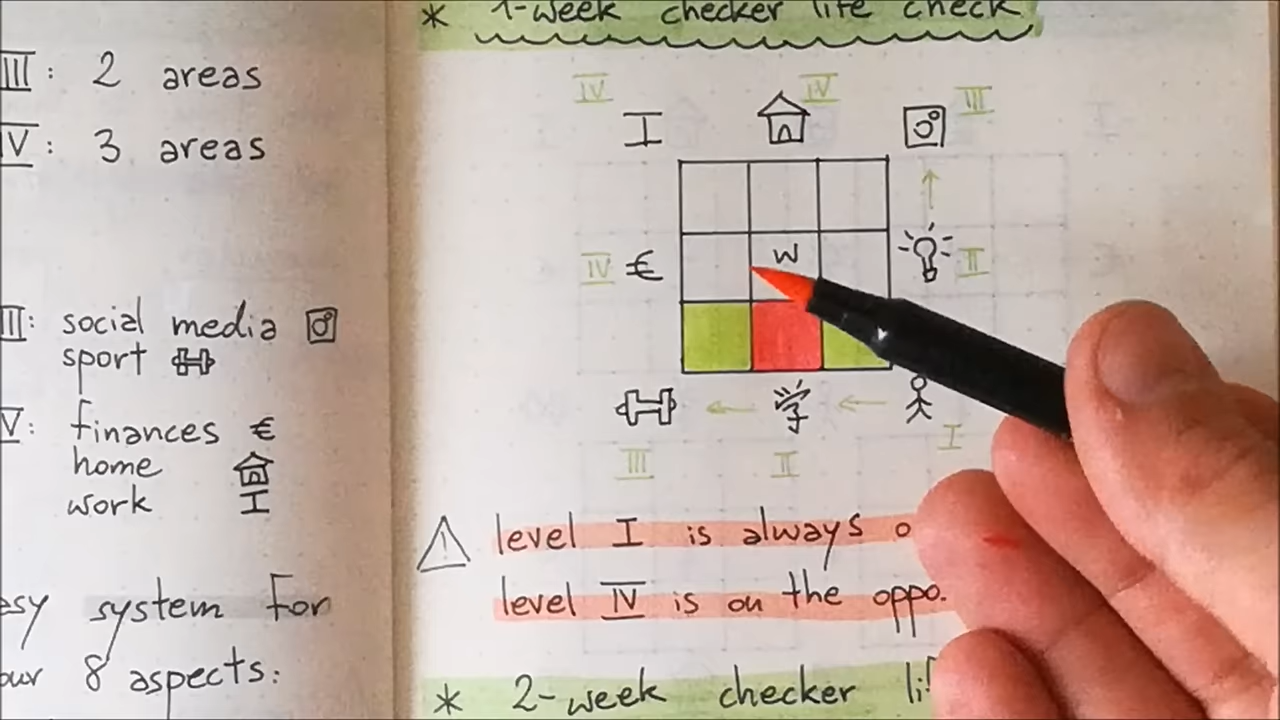 III: 2 areas
IV: 3 areas
III: social media
sport
IV: finances €
home
work I
easy system for
our 8 aspects:
* 1-week checker life check
IV IV III
I
W
IV € II
III II I
level I is always
level IV is on the oppo.
* 2-week checker